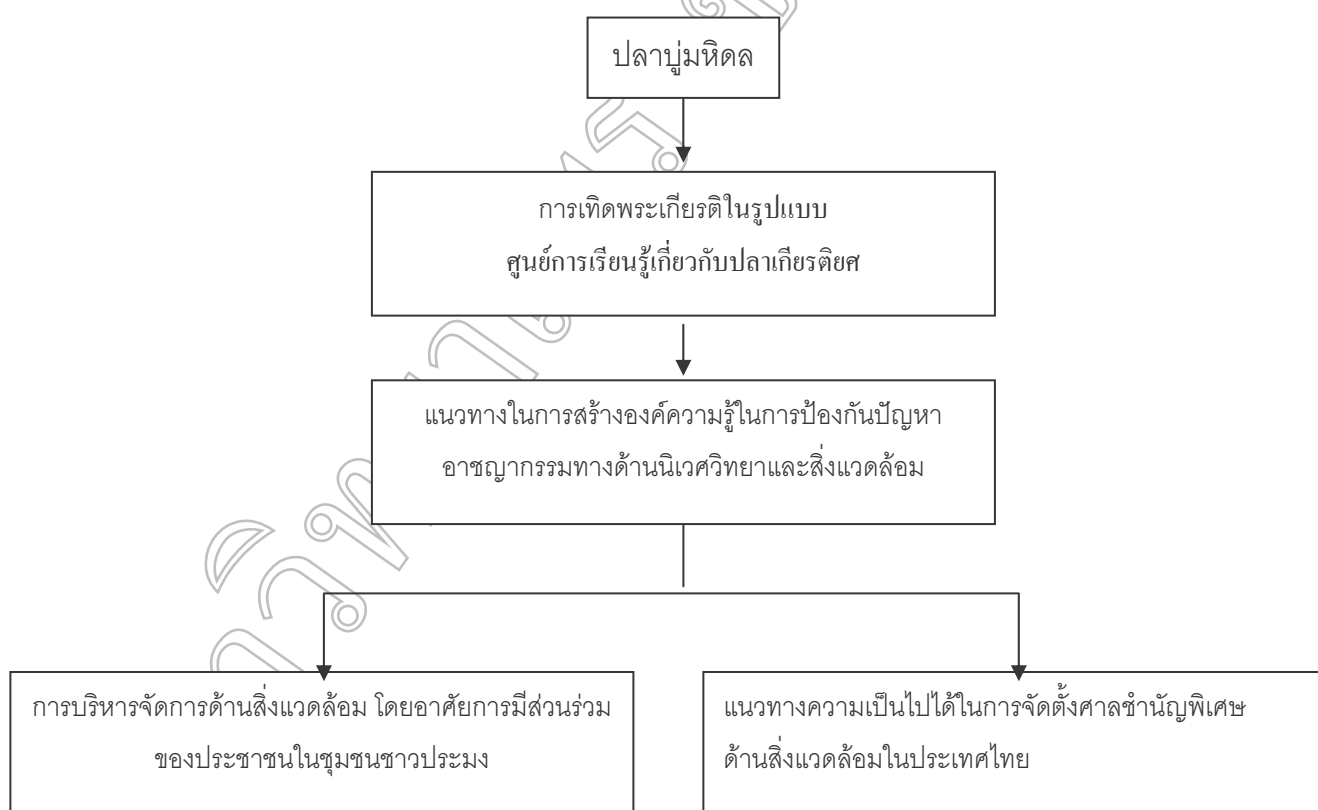 ปลาบู่มหิดล
การเทิดพระเกียรติในรูปแบบ
ศูนย์การเรียนรู้เกี่ยวกับปลาเกียรติยศ
แนวทางในการสร้างองค์ความรู้ในการป้องกันปัญหา
อาชญากรรมทางด้านนิเวศวิทยาและสิ่งแวดล้อม
การบริหารจัดการด้านสิ่งแวดล้อม โดยอาศัยการมีส่วนร่วม
ของประชาชนในชุมชนชาวประมง
แนวทางความเป็นไปได้ในการจัดตั้งศาลชำนัญพิเศษ
ด้านสิ่งแวดล้อมในประเทศไทย